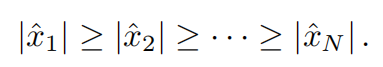 |x̂₁| ≥ |x̂₂| ≥ ⋯ ≥ |x̂_N| .